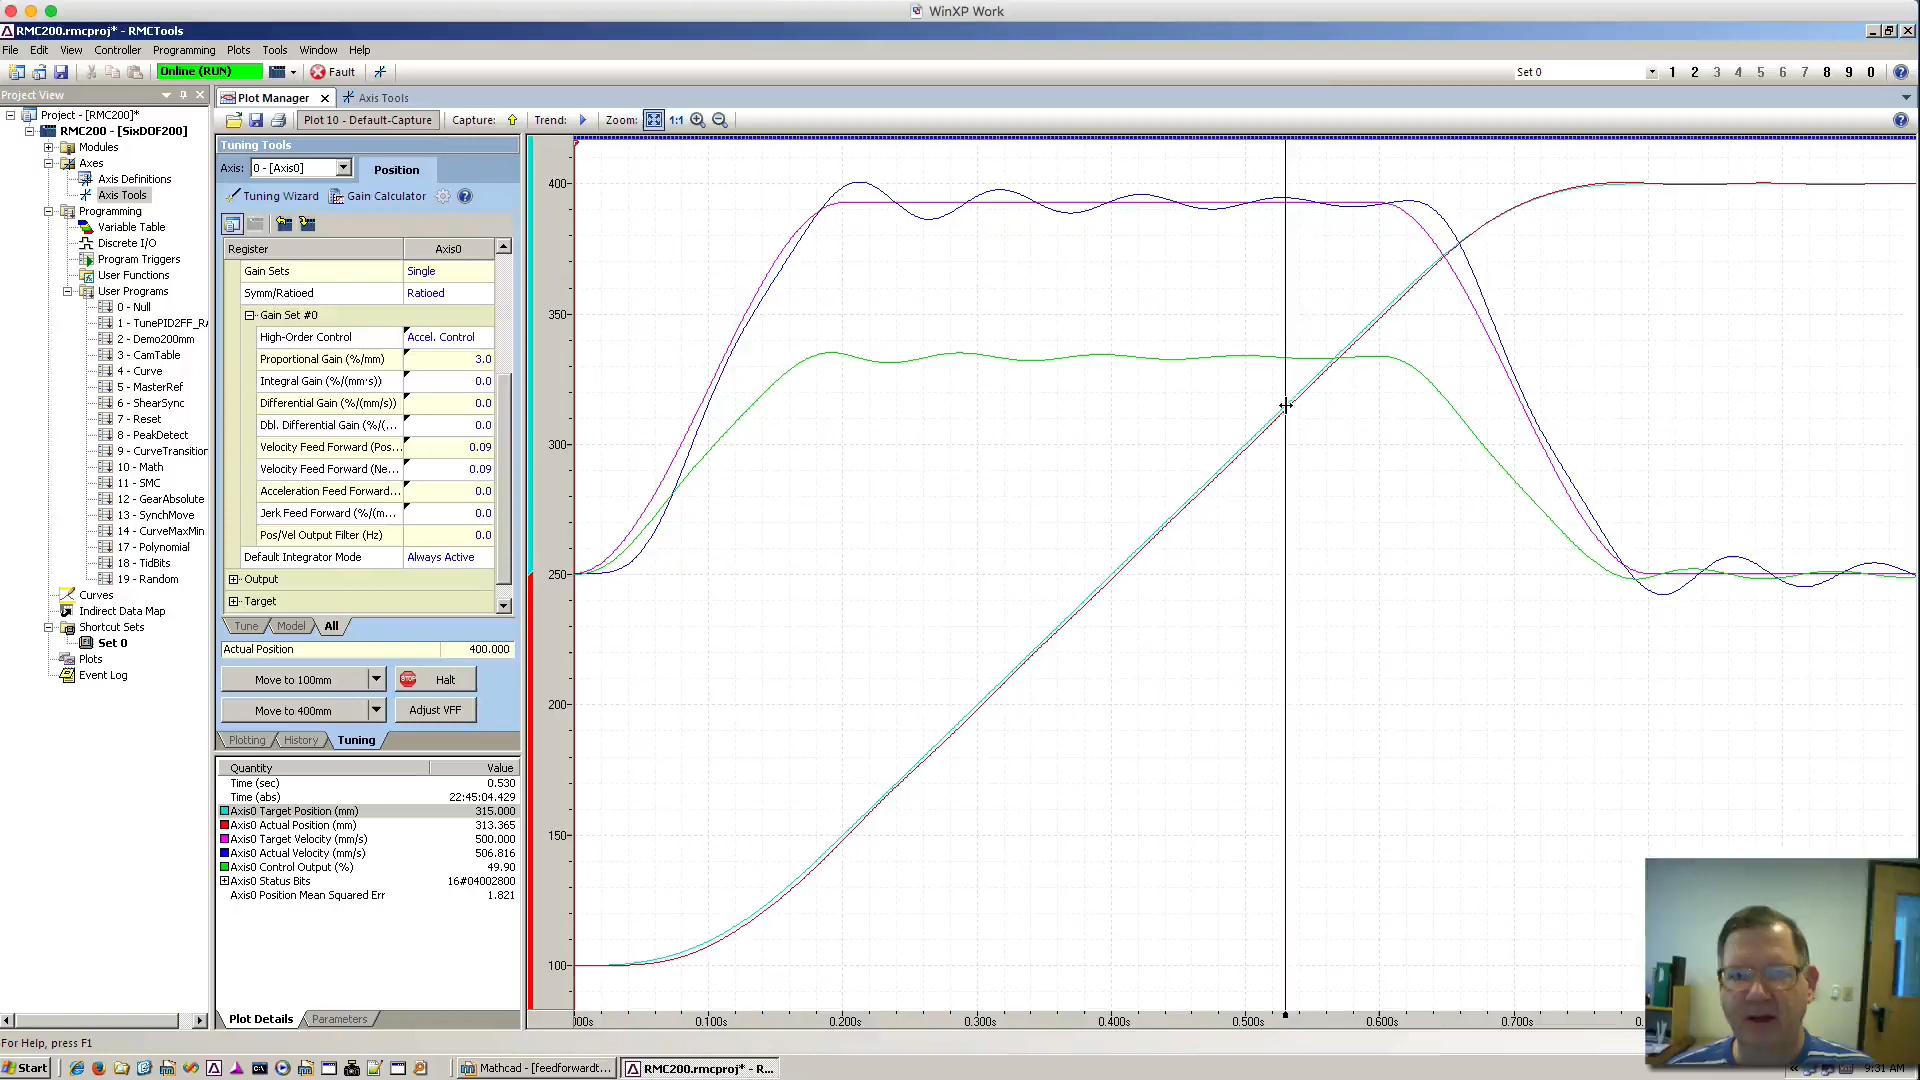 WinXP Work
RMC200.rmcproj* - RMCTools
File Edit View Controller Programming Plots Tools Window Help
Online (RUN) Fault Set 0 1 2 3 4 5 6 7 8 9 0
Project View
Plot Manager Axis Tools
Project - [RMC200]*
RMC200 - [SixDOF200]
Modules
Axes
Axis Definitions
Axis Tools
Programming
Variable Table
Discrete I/O
Program Triggers
User Functions
User Programs
0 - Null
1 - TunePID2FF_R
2 - Demo200mm
3 - CamTable
4 - Curve
5 - MasterRef
6 - ShearSync
7 - Reset
8 - PeakDetect
9 - CurveTransition
10 - Math
11 - SMC
12 - GearAbsolute
13 - SynchMove
14 - CurveMaxMin
17 - Polynomial
18 - TidBits
19 - Random
Curves
Indirect Data Map
Shortcut Sets
Set 0
Plots
Event Log
Plot 10 - Default-Capture Capture: Trend: Zoom: 1:1
Tuning Tools
Axis: 0 - [Axis0] Position
Tuning Wizard Gain Calculator
Register Axis0
Gain Sets Single
Symm/Ratioed Ratioed
Gain Set #0
High-Order Control Accel. Control
Proportional Gain (%/mm) 3.0
Integral Gain (%/(mm·s)) 0.0
Differential Gain (%/(mm/s)) 0.0
Dbl. Differential Gain (%/(... 0.0
Velocity Feed Forward (Pos... 0.09
Velocity Feed Forward (Ne... 0.09
Acceleration Feed Forward... 0.0
Jerk Feed Forward (%/(m... 0.0
Pos/Vel Output Filter (Hz) 0.0
Default Integrator Mode Always Active
Output
Target
Tune Model All
Actual Position 400.000
Move to 100mm STOP Halt
Move to 400mm Adjust VFF
Plotting History Tuning
Quantity Value
Time (sec) 0.530
Time (abs) 22:45:04.429
Axis0 Target Position (mm) 315.000
Axis0 Actual Position (mm) 313.365
Axis0 Target Velocity (mm/s) 500.000
Axis0 Actual Velocity (mm/s) 506.816
Axis0 Control Output (%) 49.90
Axis0 Status Bits 16#04002800
Axis0 Position Mean Squared Err 1.821
Plot Details Parameters
400
350
300
250
200
150
100
00s 0.100s 0.200s 0.300s 0.400s 0.500s 0.600s 0.700s 0.
For Help, press F1
Start Mathcad - [feedforwardt... RMC200.rmcproj* - R... 9:31 AM